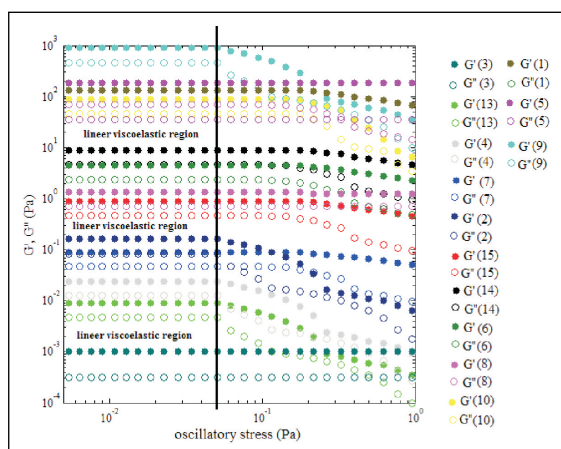 10³
10²
10¹
10⁰
10⁻¹
10⁻²
10⁻³
10⁻⁴
G', G" (Pa)
lineer viscoelastic region
lineer viscoelastic region
lineer viscoelastic region
10⁻²
10⁻¹
10⁰
oscillatory stress (Pa)
G' (3)
G" (3)
G' (13)
G" (13)
G' (4)
G" (4)
G' (7)
G" (7)
G' (2)
G" (2)
G' (15)
G" (15)
G' (14)
G" (14)
G' (6)
G" (6)
G' (8)
G" (8)
G' (10)
G" (10)
G' (1)
G" (1)
G' (5)
G" (5)
G' (9)
G" (9)